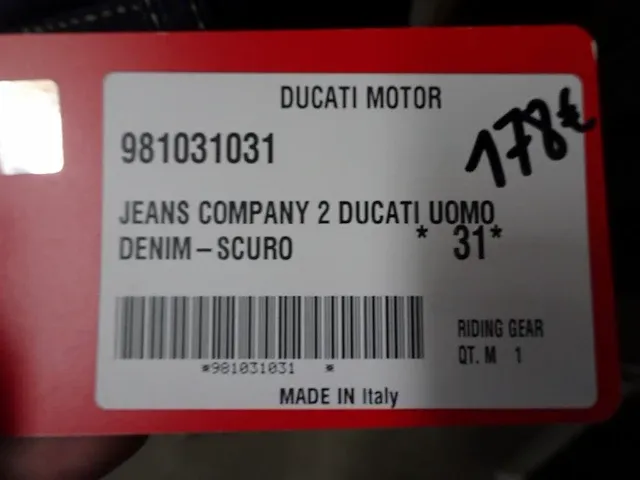 DUCATI MOTOR
981031031
178€
JEANS COMPANY 2 DUCATI UOMO
DENIM-SCURO
* 31*
RIDING GEAR
QT. M 1
*981031031 *
MADE IN Italy